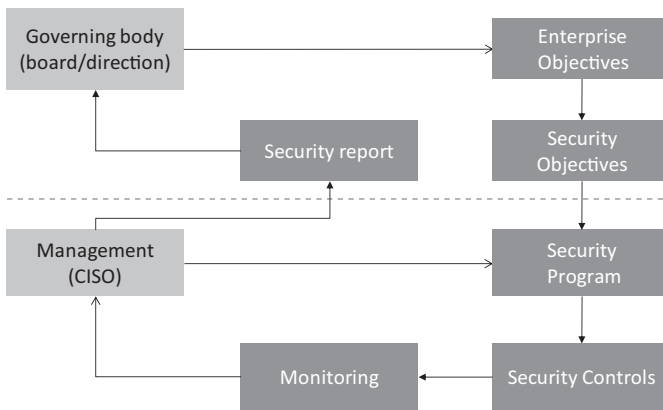 Governing body
(board/direction)
Enterprise
Objectives
Security report
Security
Objectives
Management
(CISO)
Security
Program
Monitoring
Security Controls